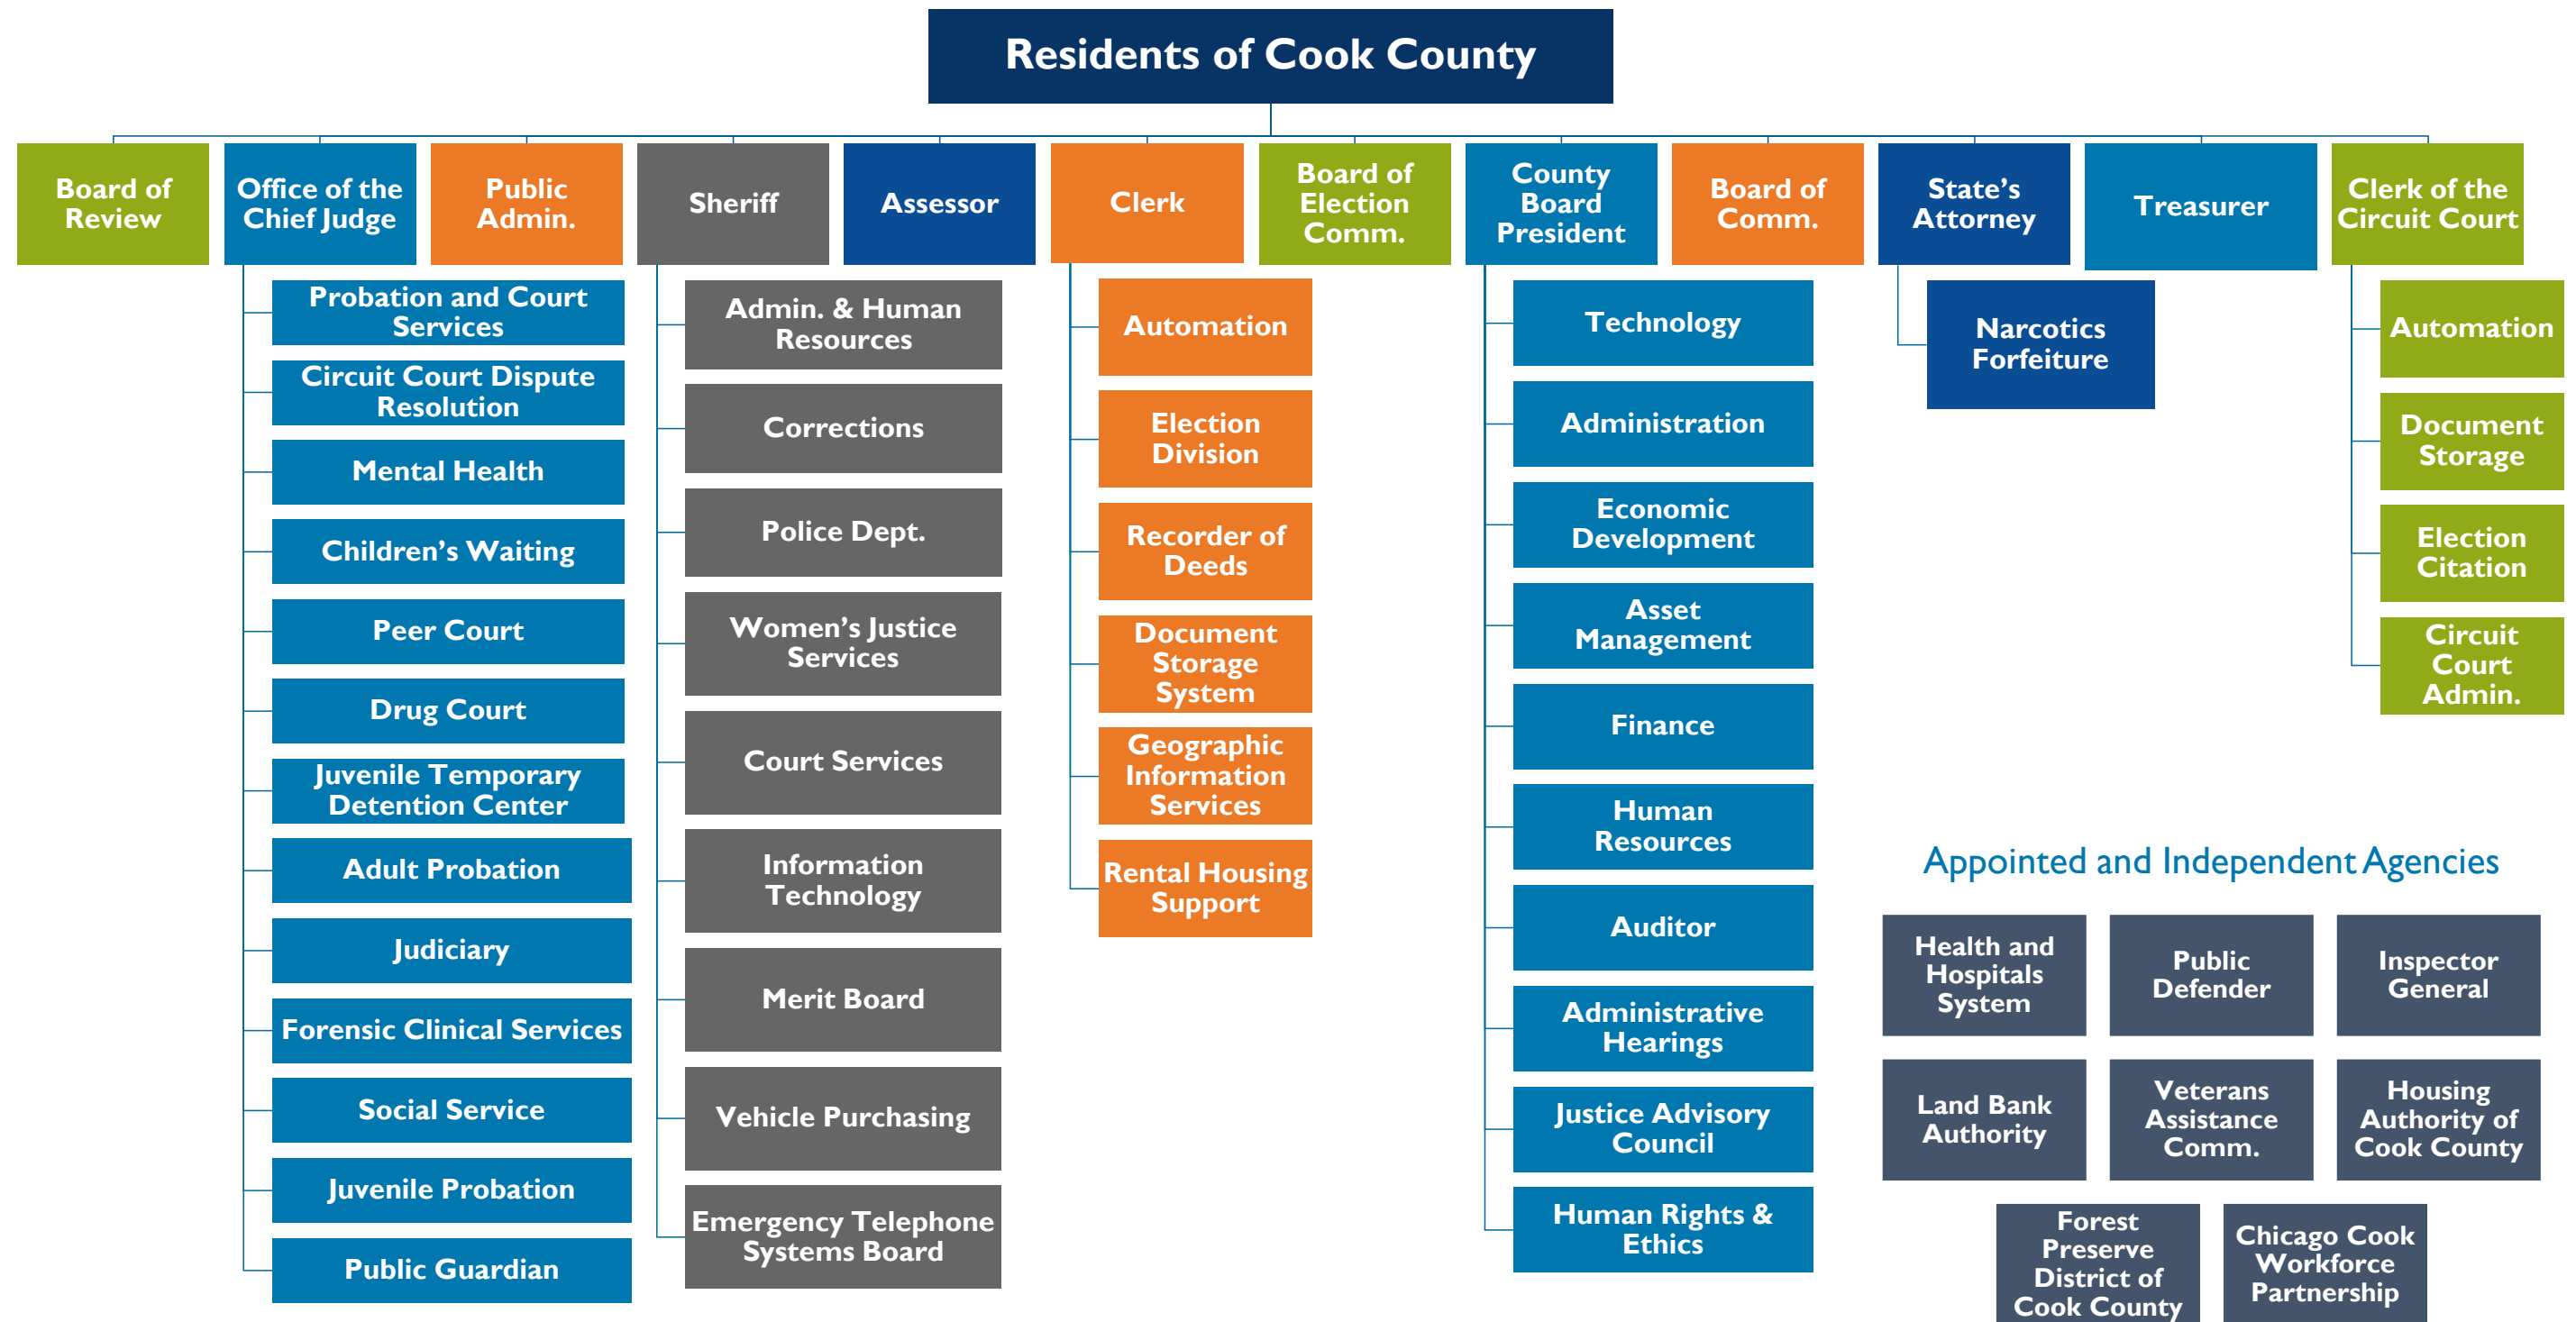 Residents of Cook County
Board of
Review
Office of the
Chief Judge
Public
Admin.
Sheriff
Assessor
Clerk
Board of
Election
Comm.
County
Board
President
Board of
Comm.
State's
Attorney
Treasurer
Clerk of the
Circuit Court
Probation and Court
Services
Circuit Court Dispute
Resolution
Mental Health
Children's Waiting
Peer Court
Drug Court
Juvenile Temporary
Detention Center
Adult Probation
Judiciary
Forensic Clinical Services
Social Service
Juvenile Probation
Public Guardian
Admin. & Human
Resources
Corrections
Police Dept.
Women's Justice
Services
Court Services
Information
Technology
Merit Board
Vehicle Purchasing
Emergency Telephone
Systems Board
Automation
Election
Division
Recorder of
Deeds
Document
Storage
System
Geographic
Information
Services
Rental Housing
Support
Technology
Administration
Economic
Development
Asset
Management
Finance
Human
Resources
Auditor
Administrative
Hearings
Justice Advisory
Council
Human Rights &
Ethics
Narcotics
Forfeiture
Automation
Document
Storage
Election
Citation
Circuit
Court
Admin.
Appointed and Independent Agencies
Health and
Hospitals
System
Public
Defender
Inspector
General
Land Bank
Authority
Veterans
Assistance
Comm.
Housing
Authority of
Cook County
Forest
Preserve
District of
Cook County
Chicago Cook
Workforce
Partnership